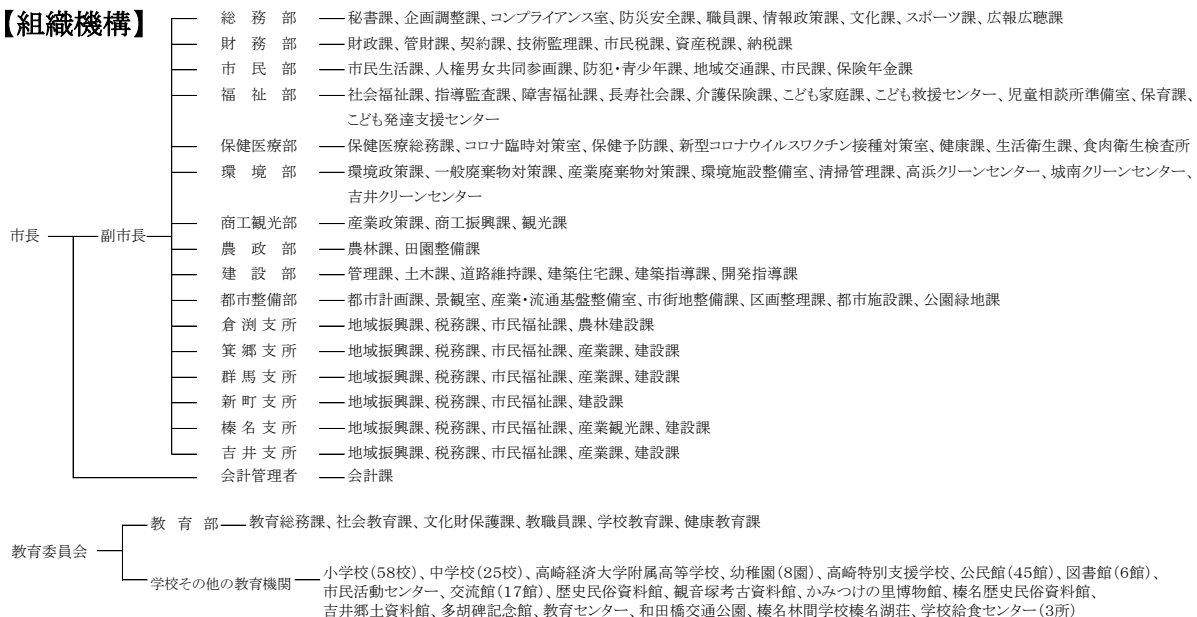 【組織機構】
総務部 秘書課、企画調整課、コンプライアンス室、防災安全課、職員課、情報政策課、文化課、スポーツ課、広報広聴課
財務部 財政課、管財課、契約課、技術監理課、市民税課、資産税課、納税課
市民部 市民生活課、人権男女共同参画課、防犯・青少年課、地域交通課、市民課、保険年金課
福祉部 社会福祉課、指導監査課、障害福祉課、長寿社会課、介護保険課、こども家庭課、こども救援センター、児童相談所準備室、保育課、
こども発達支援センター
保健医療部 保健医療総務課、コロナ臨時対策室、保健予防課、新型コロナウイルスワクチン接種対策室、健康課、生活衛生課、食肉衛生検査所
環境部 環境政策課、一般廃棄物対策課、産業廃棄物対策課、環境施設整備室、清掃管理課、高浜クリーンセンター、城南クリーンセンター、
吉井クリーンセンター
商工観光部 産業政策課、商工振興課、観光課
市長 副市長
農政部 農林課、田園整備課
建設部 管理課、土木課、道路維持課、建築住宅課、建築指導課、開発指導課
都市整備部 都市計画課、景観室、産業・流通基盤整備室、市街地整備課、区画整理課、都市施設課、公園緑地課
倉渕支所 地域振興課、税務課、市民福祉課、農林建設課
箕郷支所 地域振興課、税務課、市民福祉課、産業課、建設課
群馬支所 地域振興課、税務課、市民福祉課、産業課、建設課
新町支所 地域振興課、税務課、市民福祉課、建設課
榛名支所 地域振興課、税務課、市民福祉課、産業観光課、建設課
吉井支所 地域振興課、税務課、市民福祉課、産業課、建設課
会計管理者 会計課
教育委員会
教育部 教育総務課、社会教育課、文化財保護課、教職員課、学校教育課、健康教育課
学校その他の教育機関 小学校(58校)、中学校(25校)、高崎経済大学附属高等学校、幼稚園(8園)、高崎特別支援学校、公民館(45館)、図書館(6館)、
市民活動センター、交流館(17館)、歴史民俗資料館、観音塚考古資料館、かみつけの里博物館、榛名歴史民俗資料館、
吉井郷土資料館、多胡碑記念館、教育センター、和田橋交通公園、榛名林間学校榛名湖荘、学校給食センター(3所)